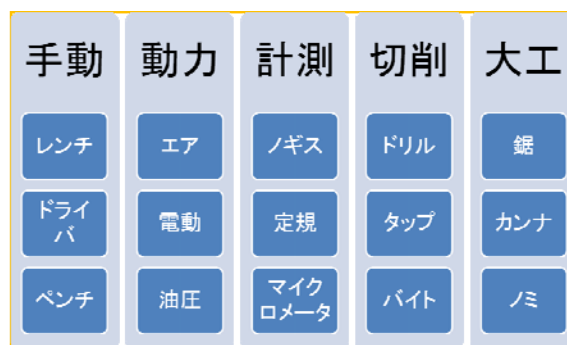 手動
動力
計測
切削
大工
レンチ
エア
ノギス
ドリル
鋸
ドライ
バ
電動
定規
タップ
カンナ
ペンチ
油圧
マイク
ロメータ
バイト
ノミ